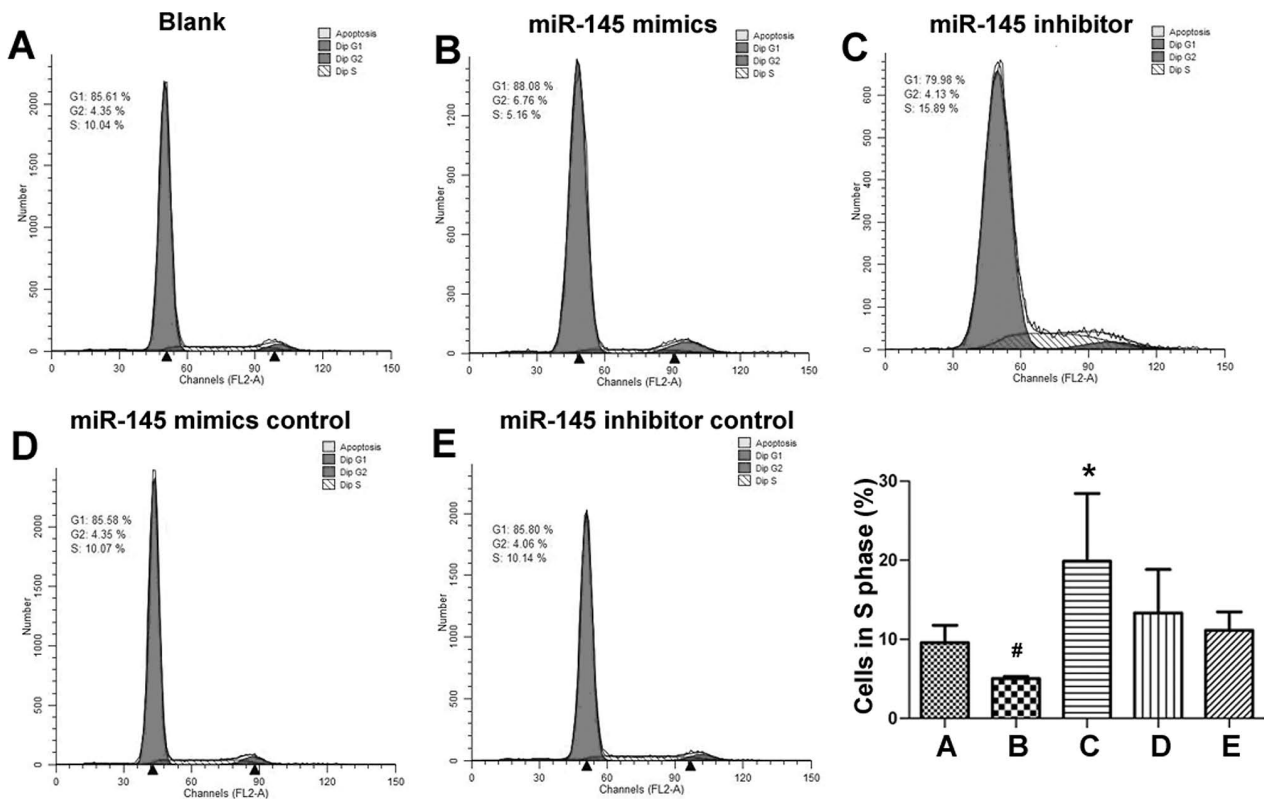 A
Blank
Apoptosis
Dip G1
Dip G2
Dip S
G1: 85.61 %
G2: 4.35 %
S: 10.04 %
Number
0
500
1000
1500
2000
0
30
60
90
120
150
Channels (FL2-A)
B
miR-145 mimics
Apoptosis
Dip G1
Dip G2
Dip S
G1: 88.08 %
G2: 6.76 %
S: 5.16 %
Number
0
300
600
900
1200
0
30
60
90
120
150
Channels (FL2-A)
C
miR-145 inhibitor
Apoptosis
Dip G1
Dip G2
Dip S
G1: 79.98 %
G2: 4.13 %
S: 15.89 %
Number
0
100
200
300
400
500
600
0
30
60
90
120
150
Channels (FL2-A)
D
miR-145 mimics control
Apoptosis
Dip G1
Dip G2
Dip S
G1: 85.58 %
G2: 4.35 %
S: 10.07 %
Number
0
500
1000
1500
2000
0
30
60
90
120
150
Channels (FL2-A)
E
miR-145 inhibitor control
Apoptosis
Dip G1
Dip G2
Dip S
G1: 85.80 %
G2: 4.06 %
S: 10.14 %
Number
0
500
1000
1500
2000
0
30
60
90
120
150
Channels (FL2-A)
Cells in S phase (%)
30
20
10
0
#
*
A
B
C
D
E